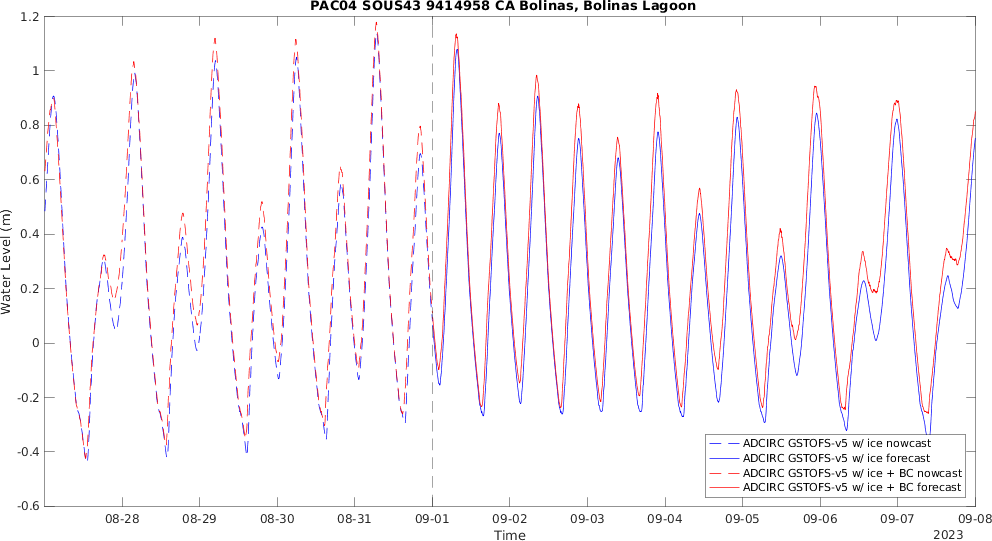 PAC04 SOUS43 9414958 CA Bolinas, Bolinas Lagoon
Water Level (m)
1.2
1
0.8
0.6
0.4
0.2
0
-0.2
-0.4
-0.6
ADCIRC GSTOFS-v5 w/ ice nowcast
ADCIRC GSTOFS-v5 w/ ice forecast
ADCIRC GSTOFS-v5 w/ ice + BC nowcast
ADCIRC GSTOFS-v5 w/ ice + BC forecast
08-28 08-29 08-30 08-31 09-01 09-02 09-03 09-04 09-05 09-06 09-07 09-08
Time
2023